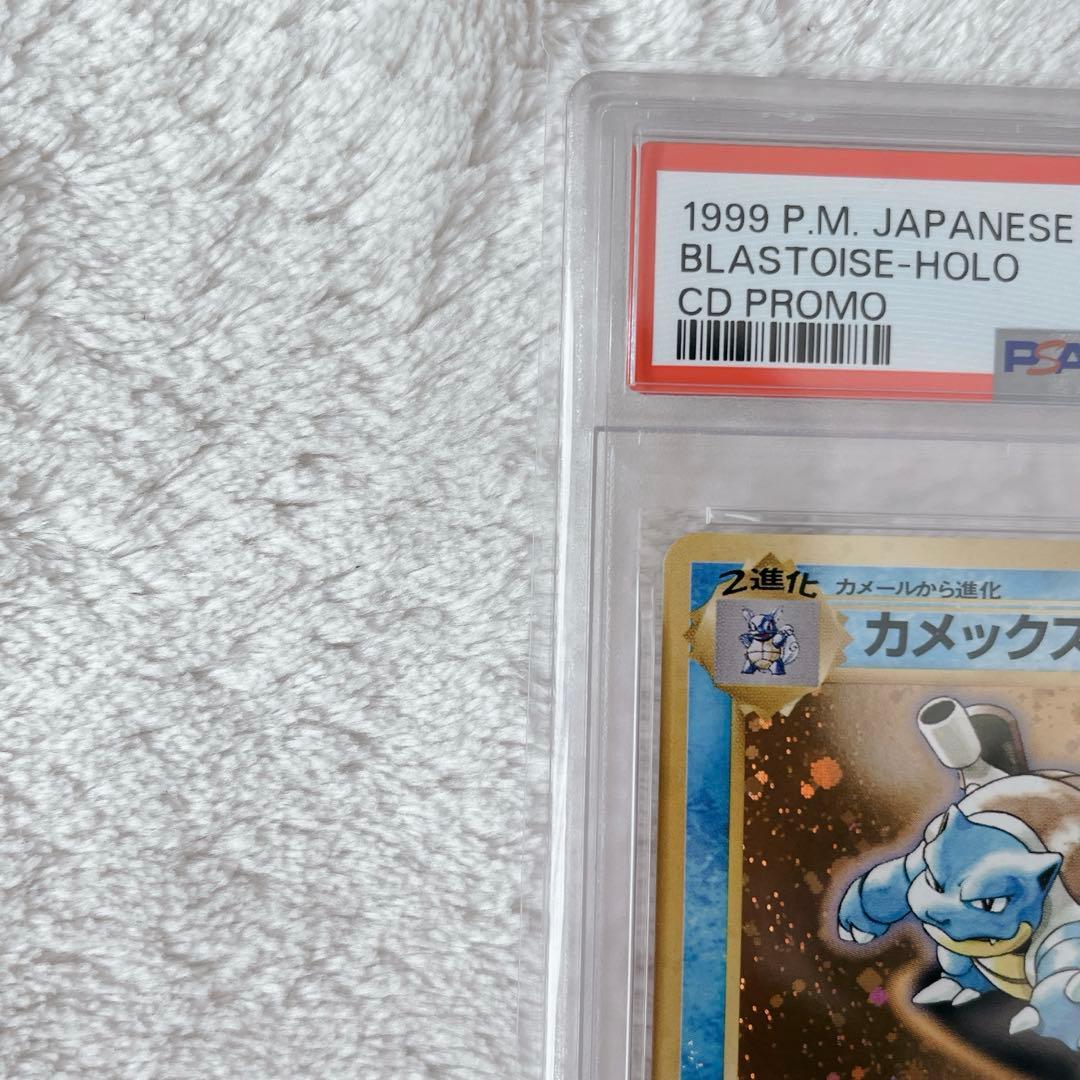 1999 P.M. JAPANESE
BLASTOISE-HOLO
CD PROMO
PSA
2進化 カメールから進化
カメックス